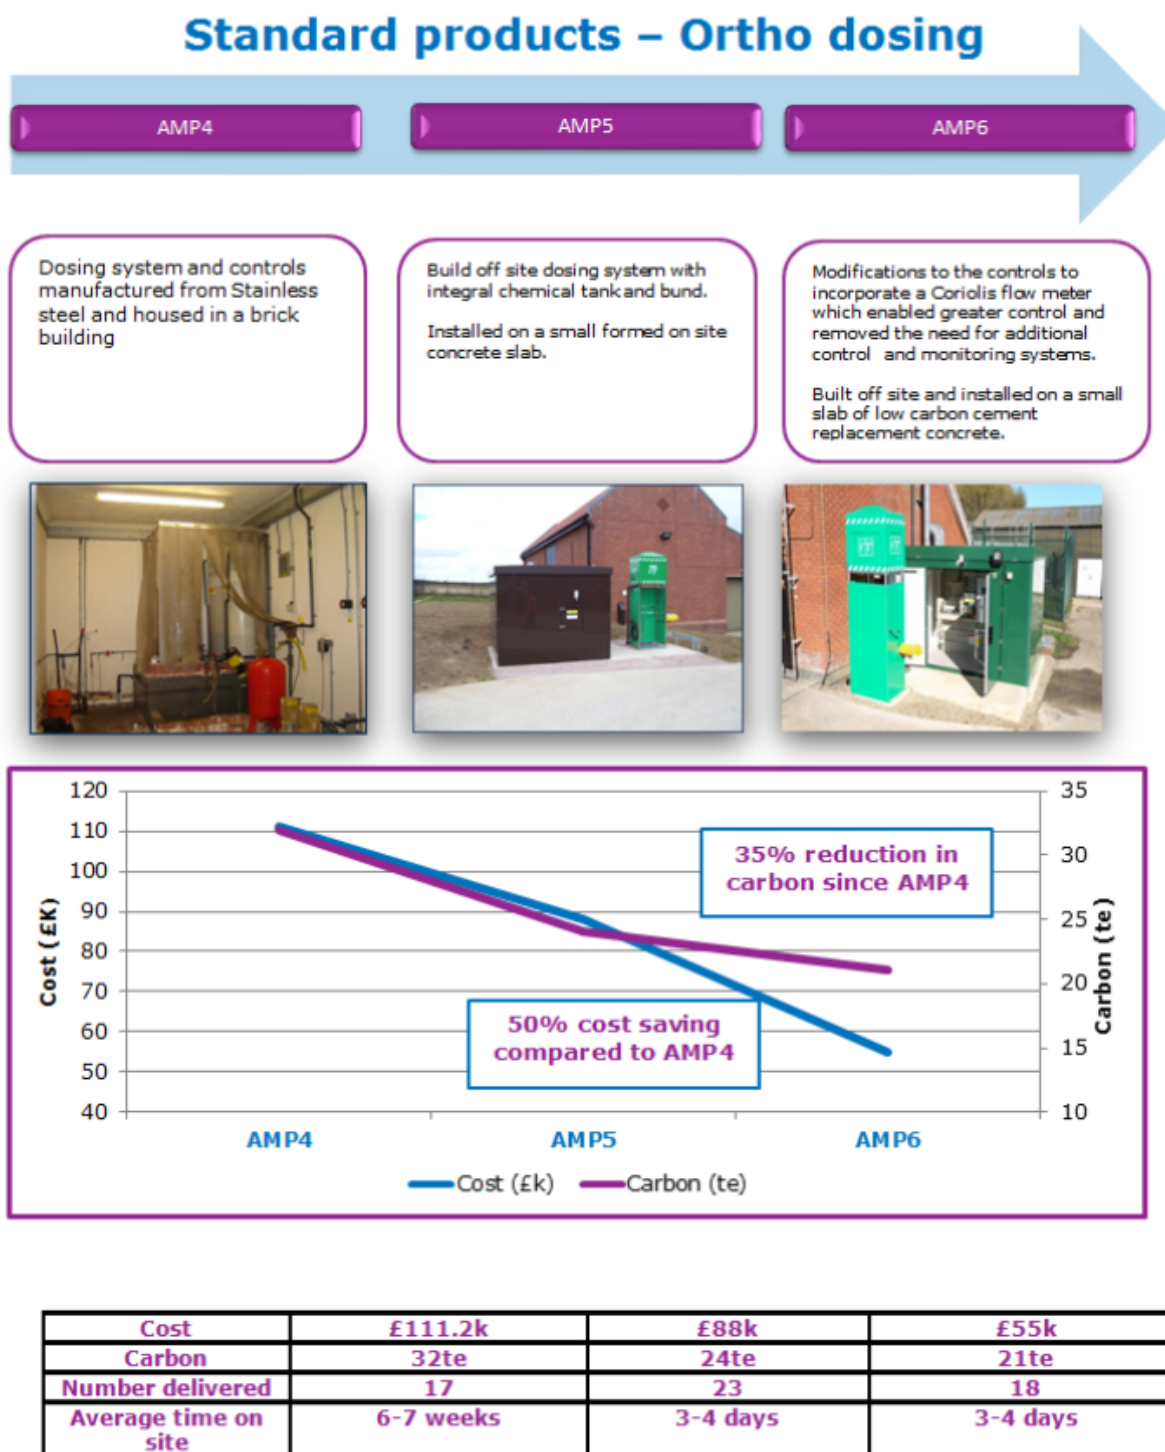 Standard products – Ortho dosing
AMP4
AMP5
AMP6
Dosing system and controls
manufactured from Stainless
steel and housed in a brick
building
Build off site dosing system with
integral chemical tank and bund.
Installed on a small formed on site
concrete slab.
Modifications to the controls to
incorporate a Coriolis flow meter
which enabled greater control and
removed the need for additional
control and monitoring systems.
Built off site and installed on a small
slab of low carbon cement
replacement concrete.
120
110
100
90
80
70
60
50
40
Cost (£K)
35
30
25
20
15
10
Carbon (te)
35% reduction in
carbon since AMP4
50% cost saving
compared to AMP4
AMP4 AMP5 AMP6
Cost (£k) Carbon (te)
Cost £111.2k £88k £55k
Carbon 32te 24te 21te
Number delivered 17 23 18
Average time on 6-7 weeks 3-4 days 3-4 days
site